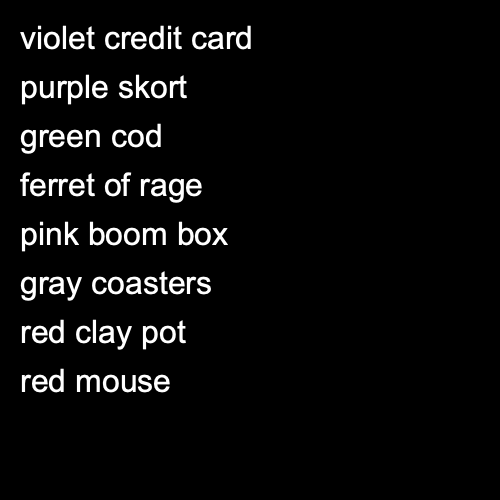 violet credit card
purple skort
green cod
ferret of rage
pink boom box
gray coasters
red clay pot
red mouse